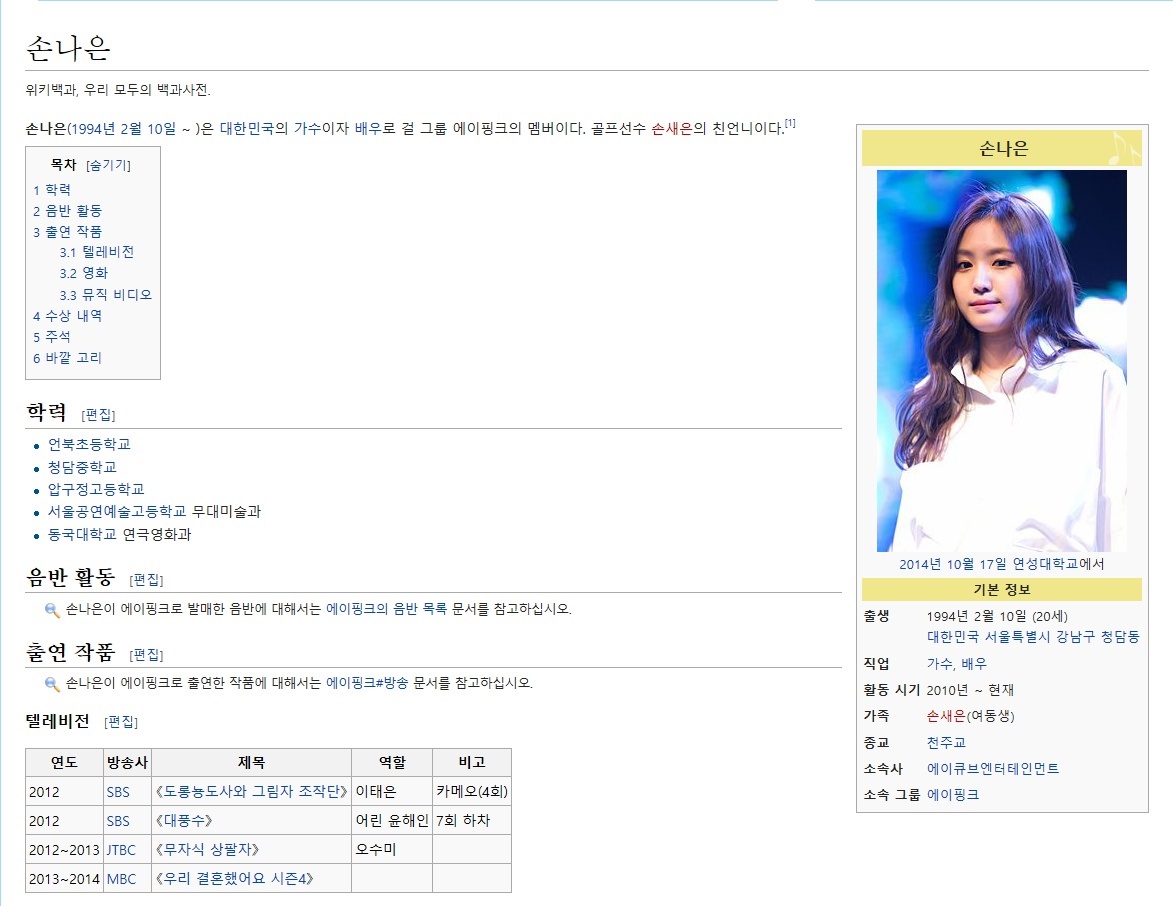 손나은
위키백과, 우리 모두의 백과사전.
손나은(1994년 2월 10일 ~ )은 대한민국의 가수이자 배우로 걸 그룹 에이핑크의 멤버이다. 골프선수 손새은의 친언니이다.[1]
목차 [숨기기]
1 학력
2 음반 활동
3 출연 작품
3.1 텔레비전
3.2 영화
3.3 뮤직 비디오
4 수상 내역
5 주석
6 바깥 고리
학력 [편집]
언북초등학교
청담중학교
압구정고등학교
서울공연예술고등학교 무대미술과
동국대학교 연극영화과
음반 활동 [편집]
손나은이 에이핑크로 발매한 음반에 대해서는 에이핑크의 음반 목록 문서를 참고하십시오.
출연 작품 [편집]
손나은이 에이핑크로 출연한 작품에 대해서는 에이핑크#방송 문서를 참고하십시오.
텔레비전 [편집]
연도 방송사 제목 역할 비고
2012 SBS 《도롱뇽도사와 그림자 조작단》 이태은 카메오(4회)
2012 SBS 《대풍수》 어린 윤해인 7회 하차
2012~2013 JTBC 《무자식 상팔자》 오수미
2013~2014 MBC 《우리 결혼했어요 시즌4》
손나은
2014년 10월 17일 연성대학교에서
기본 정보
출생 1994년 2월 10일 (20세)
대한민국 서울특별시 강남구 청담동
직업 가수, 배우
활동 시기 2010년 ~ 현재
가족 손새은(여동생)
종교 천주교
소속사 에이큐브엔터테인먼트
소속 그룹 에이핑크